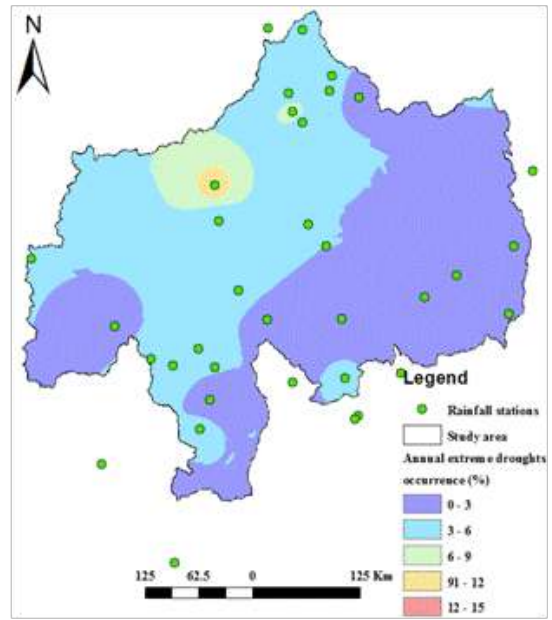 N
Legend
Rainfall stations
Study area
Annual extreme droughts
occurrence (%)
0 - 3
3 - 6
6 - 9
91 - 12
12 - 15
125 62.5 0 125 Km